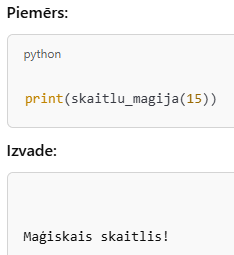 Piemērs:
python
print(skaitlu_magija(15))
Izvade:
Maģiskais skaitlis!